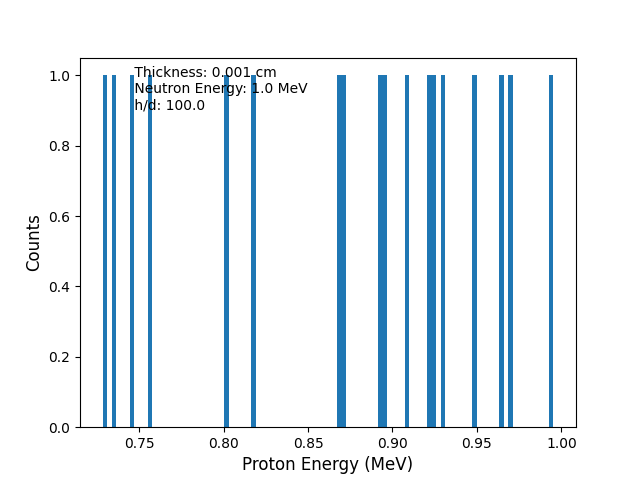 Thickness: 0.001 cm
Neutron Energy: 1.0 MeV
h/d: 100.0
1.0
0.8
0.6
0.4
0.2
0.0
Counts
0.75
0.80
0.85
0.90
0.95
1.00
Proton Energy (MeV)